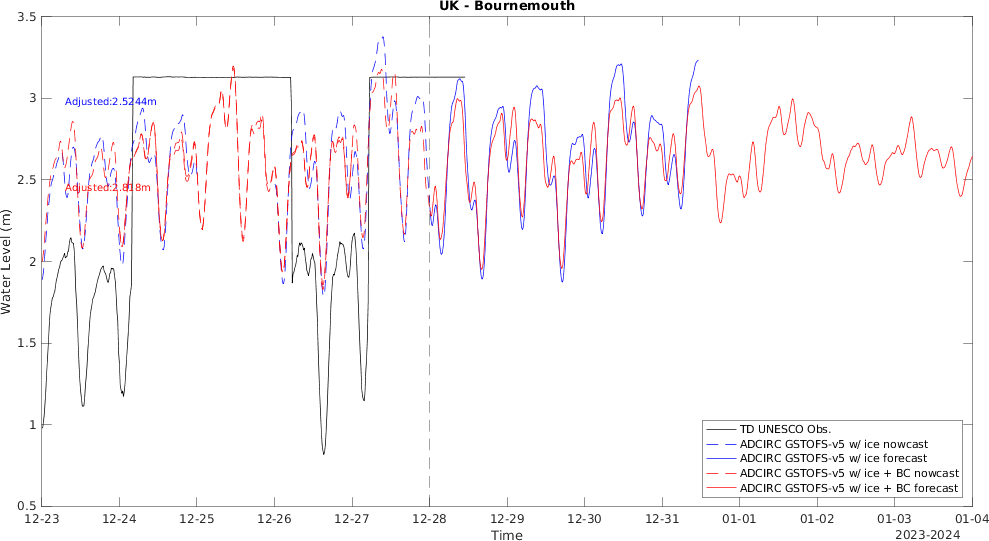 UK - Bournemouth
3.5
3
2.5
2
1.5
1
0.5
Water Level (m)
Adjusted:2.5244m
Adjusted:2.818m
TD UNESCO Obs.
ADCIRC GSTOFS-v5 w/ ice nowcast
ADCIRC GSTOFS-v5 w/ ice forecast
ADCIRC GSTOFS-v5 w/ ice + BC nowcast
ADCIRC GSTOFS-v5 w/ ice + BC forecast
12-23 12-24 12-25 12-26 12-27 12-28 12-29 12-30 12-31 01-01 01-02 01-03 01-04
Time
2023-2024